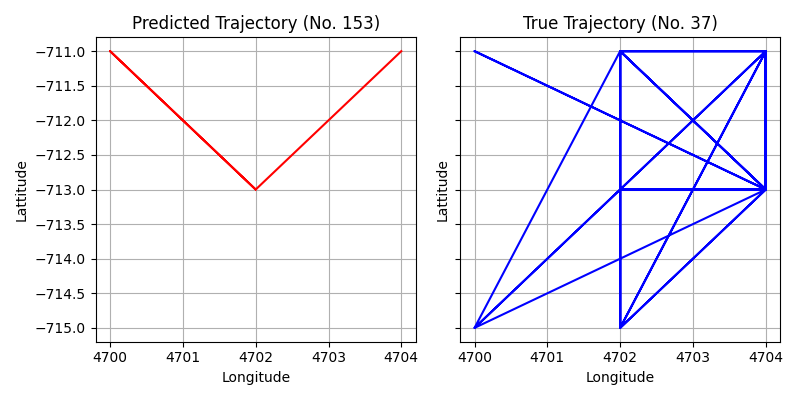 Predicted Trajectory (No. 153)
−711.0
−711.5
−712.0
−712.5
−713.0
−713.5
−714.0
−714.5
−715.0
Lattitude
4700 4701 4702 4703 4704
Longitude
True Trajectory (No. 37)
Lattitude
4700 4701 4702 4703 4704
Longitude